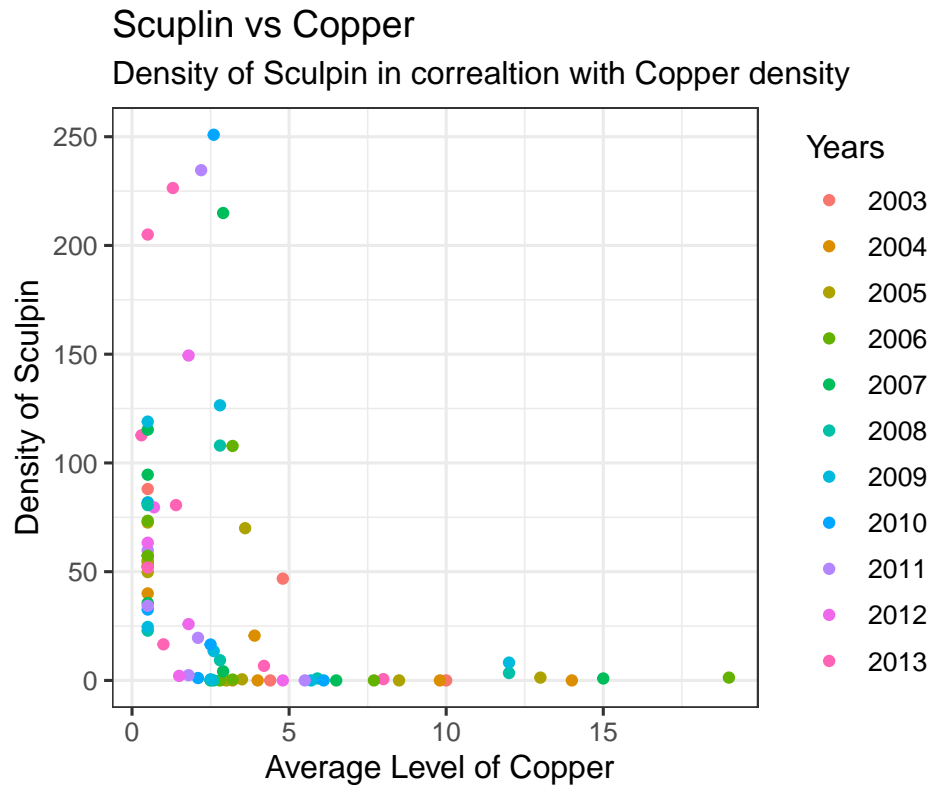 Scuplin vs Copper
Density of Sculpin in correaltion with Copper density
250
200
150
100
50
0
Density of Sculpin
0 5 10 15
Average Level of Copper
Years
2003
2004
2005
2006
2007
2008
2009
2010
2011
2012
2013